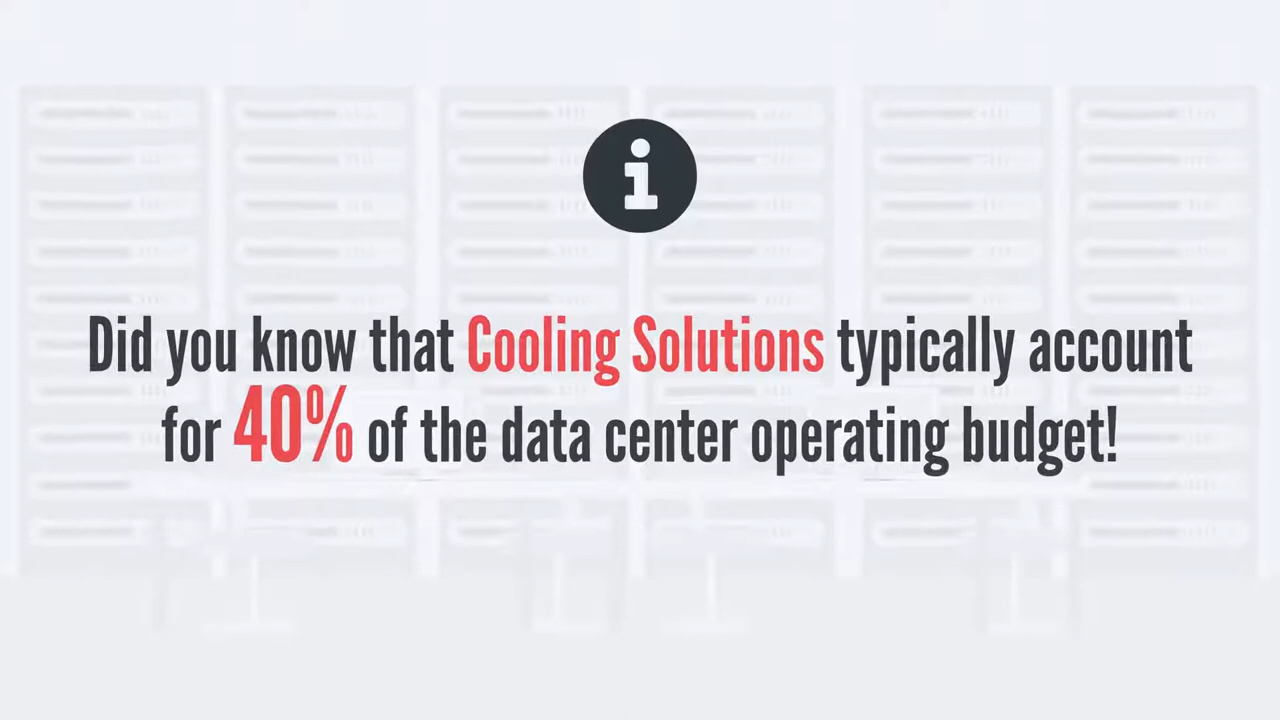 Did you know that Cooling Solutions typically account
for 40% of the data center operating budget!